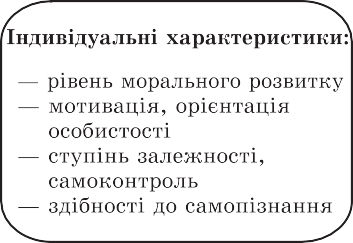 Індивідуальні характеристики:
— рівень морального розвитку
— мотивація, орієнтація
особистості
— ступінь залежності,
самоконтроль
— здібності до самопізнання